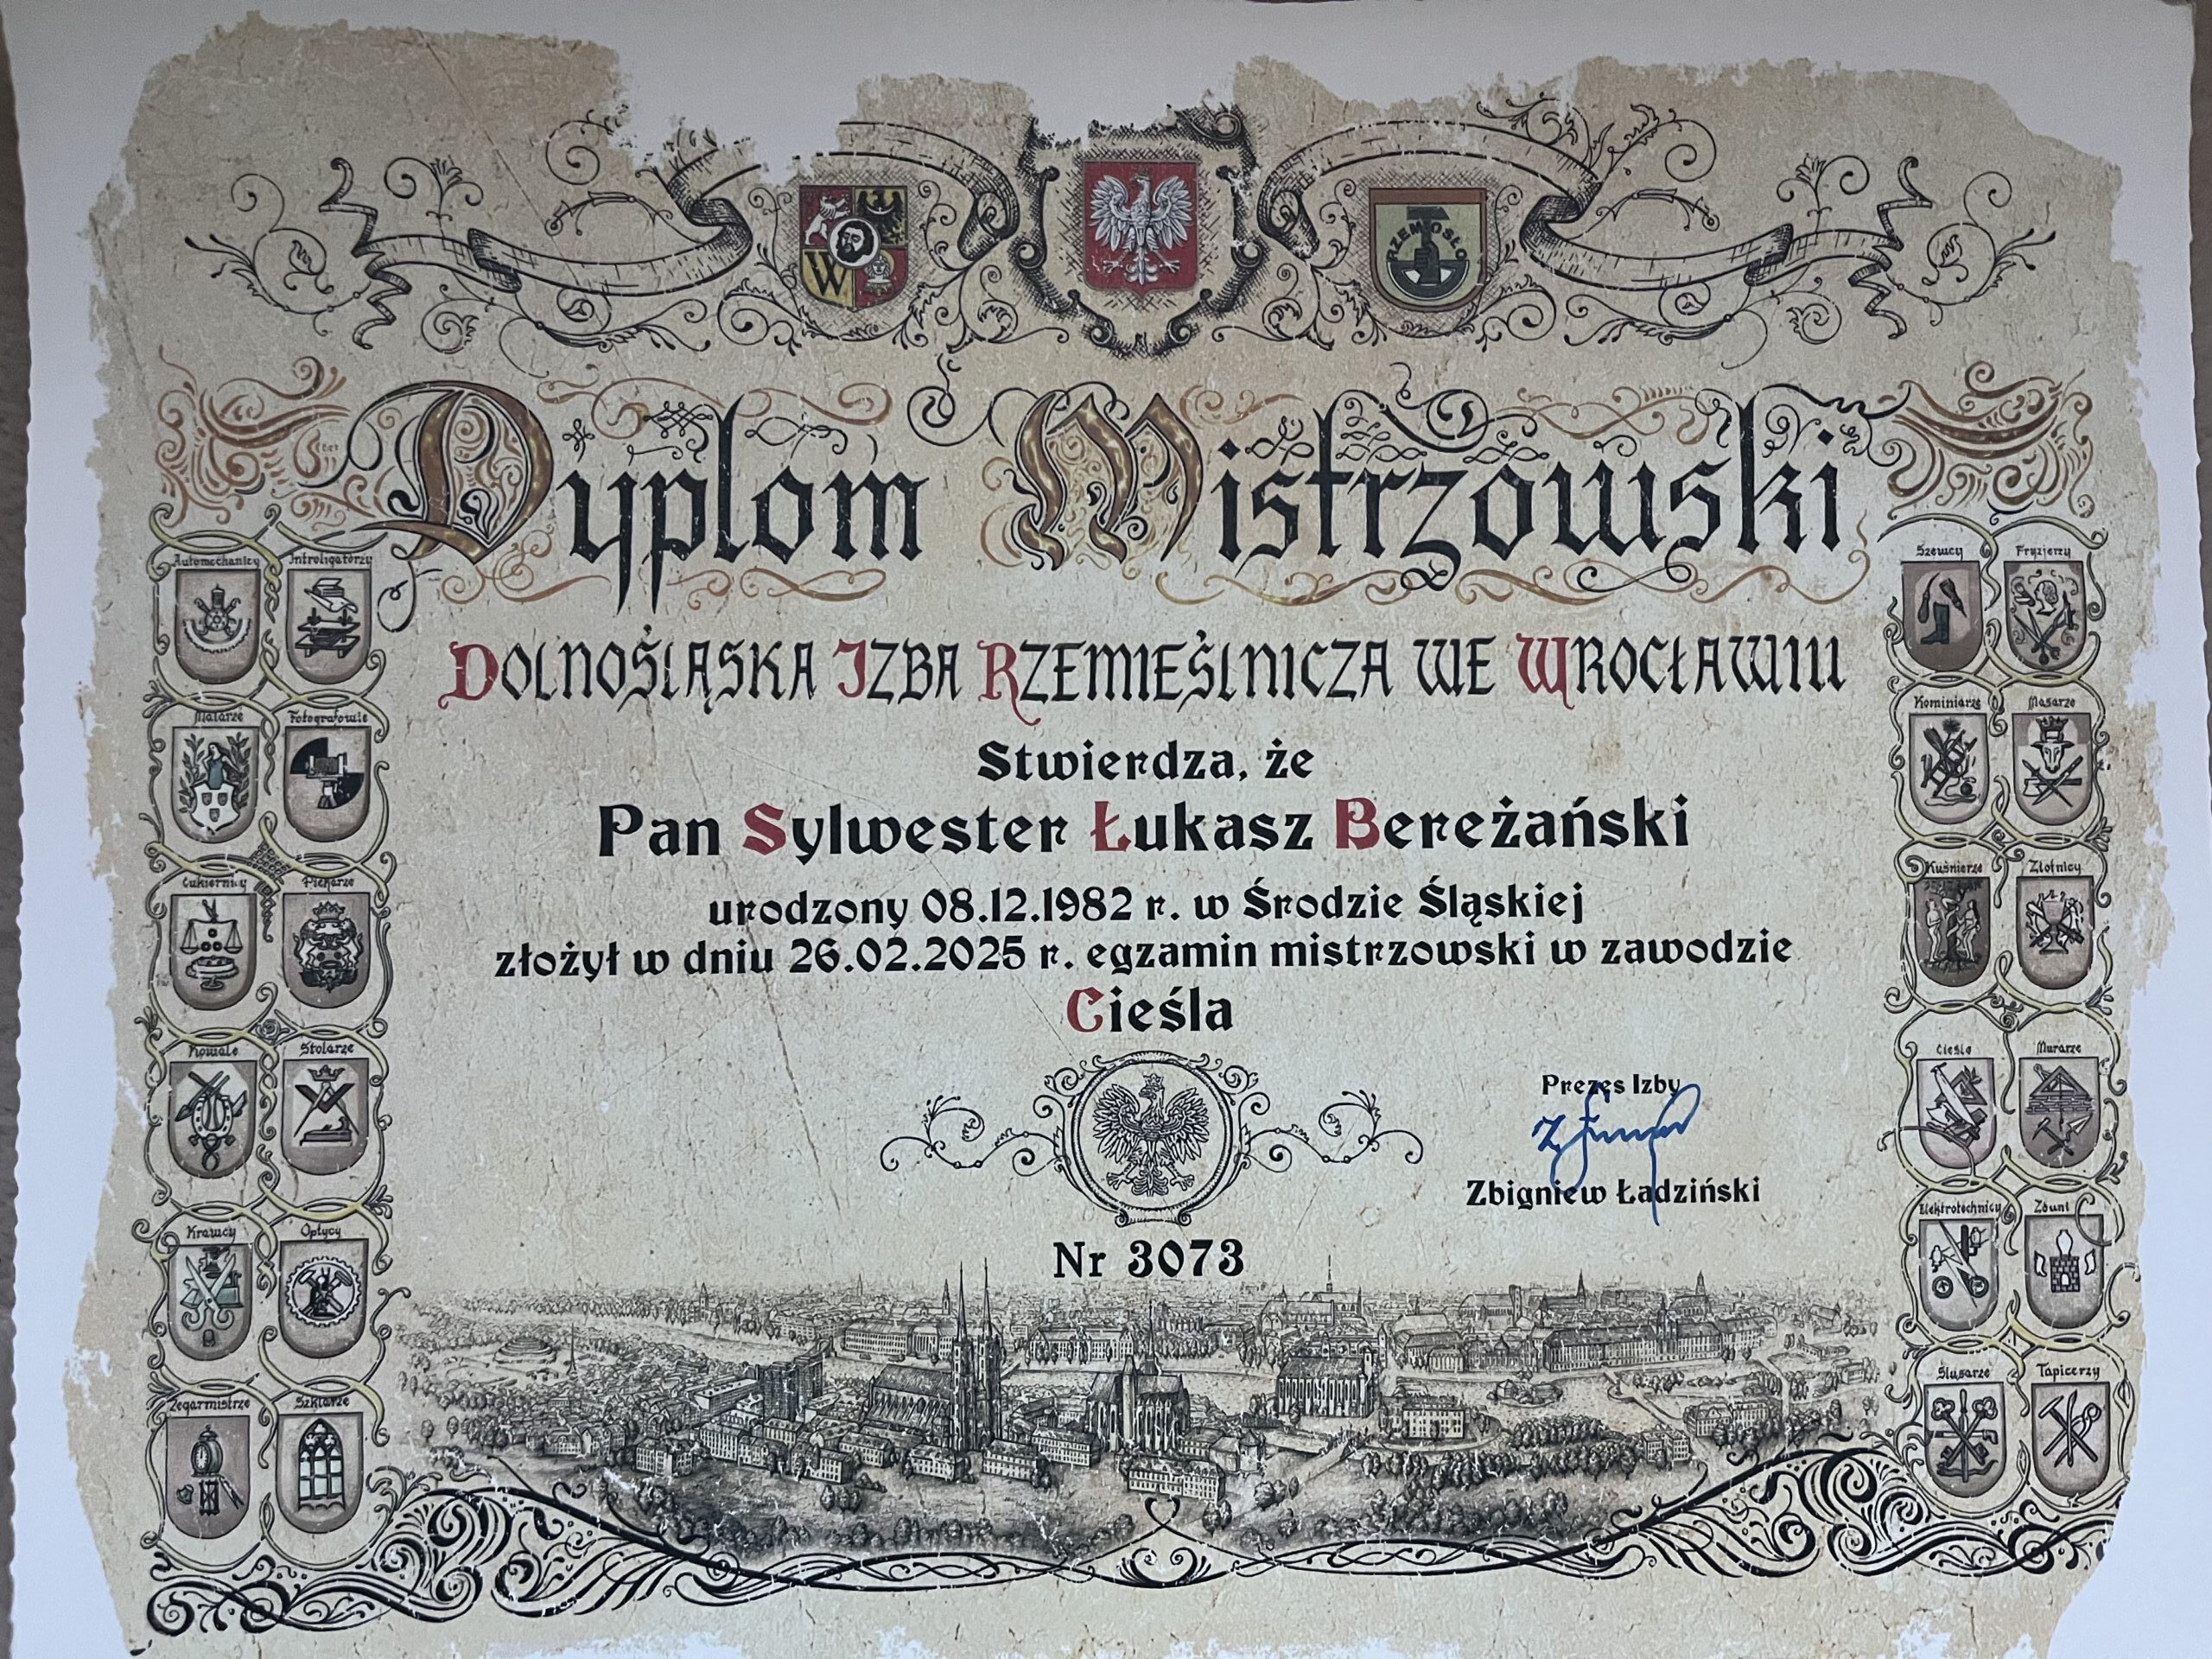 RZEMIOSŁO
Dyplom Mistrzowski
Automechanicy
Introligatorzy
Szewcy
Fryzjerzy
DOLNOŚLĄSKA IZBA RZEMIEŚLNICZA WE WROCŁAWIU
Malarze
Fotografowie
Kominiarze
Masarze
Stwierdza, że
Pan Sylwester Łukasz Bereżański
Cukiernicy
Piekarze
Kuśnierze
Złotnicy
urodzony 08.12.1982 r. w Środzie Śląskiej
złożył w dniu 26.02.2025 r. egzamin mistrzowski w zawodzie
Cieśla
Kowale
Stolarze
Cieśle
Murarze
Prezes Izby
Zbigniew Ładziński
Krawcy
Optycy
Elektrotechnicy
Zduni
Nr 3073
Zegarmistrze
Szklarze
Ślusarze
Tapicerzy
W